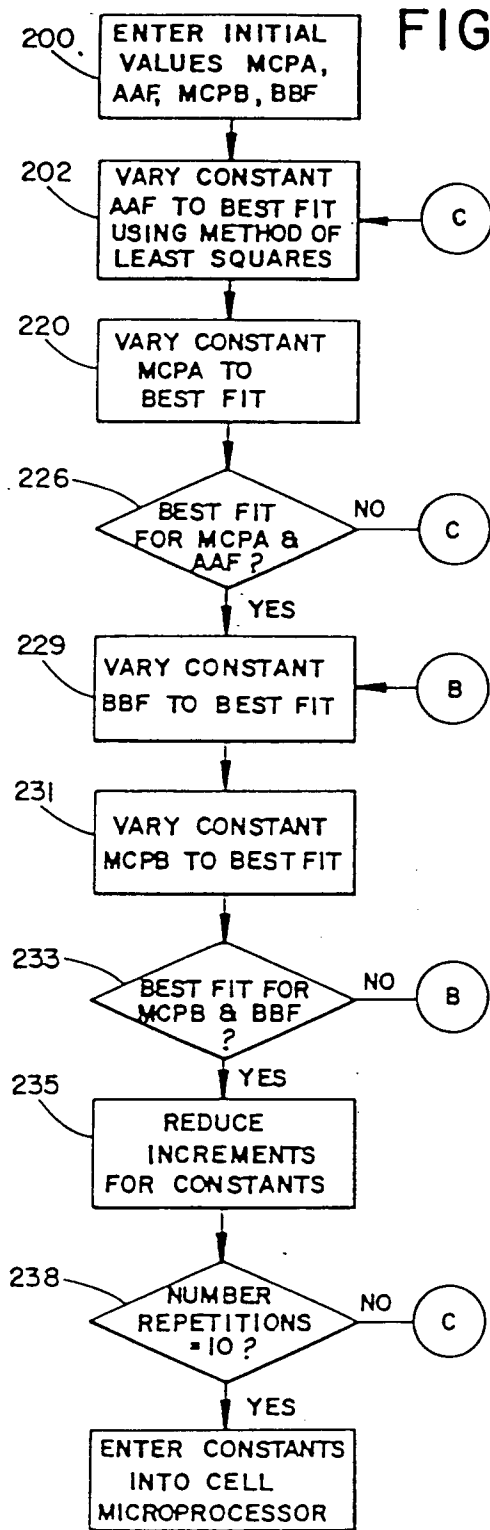 FIG
200
ENTER INITIAL
VALUES MCPA,
AAF, MCPB, BBF
202
VARY CONSTANT
AAF TO BEST FIT
USING METHOD OF
LEAST SQUARES
C
220
VARY CONSTANT
MCPA TO
BEST FIT
226
BEST FIT
FOR MCPA &
AAF?
NO
C
YES
229
VARY CONSTANT
BBF TO BEST FIT
B
231
VARY CONSTANT
MCPB TO BEST FIT
233
BEST FIT FOR
MCPB & BBF
?
NO
B
YES
235
REDUCE
INCREMENTS
FOR CONSTANTS
238
NUMBER
REPETITIONS
=10?
NO
C
YES
ENTER CONSTANTS
INTO CELL
MICROPROCESSOR